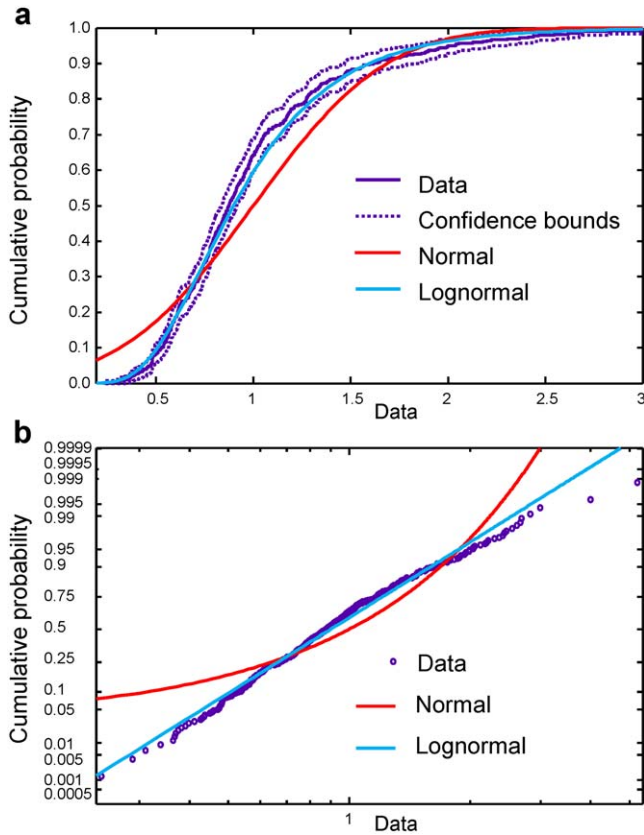 a
1.0
0.9
0.8
0.7
0.6
0.5
0.4
0.3
0.2
0.1
0.0
Cumulative probability
Data
Confidence bounds
Normal
Lognormal
0.5 1 1.5 2 2.5 3
Data
b
0.9999
0.9995
0.999
0.995
0.99
0.95
0.9
0.75
0.5
0.25
0.1
0.05
0.01
0.005
0.001
0.0005
Cumulative probability
Data
Normal
Lognormal
1
Data